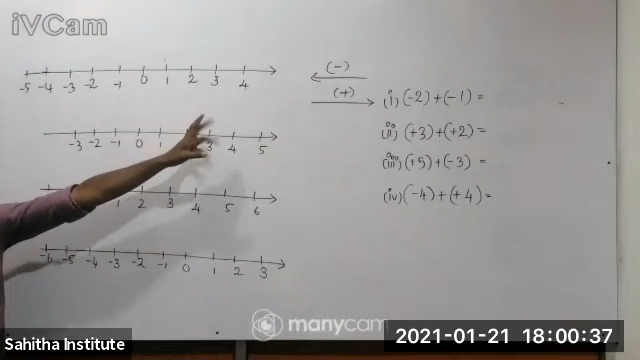 iVCam
-5 -4 -3 -2 -1 0 1 2 3 4
(-)
(+)
(i) (-2)+(-1) =
-3 -2 -1 0 1 3 4 5
(ii) (+3)+(+2) =
(iii) (+5)+(-3) =
1 2 3 4 5 6
(iv) (-4)+(+4) =
-6 -5 -4 -3 -2 -1 0 1 2 3
manycam
Sahitha Institute
2021-01-21 18:00:37